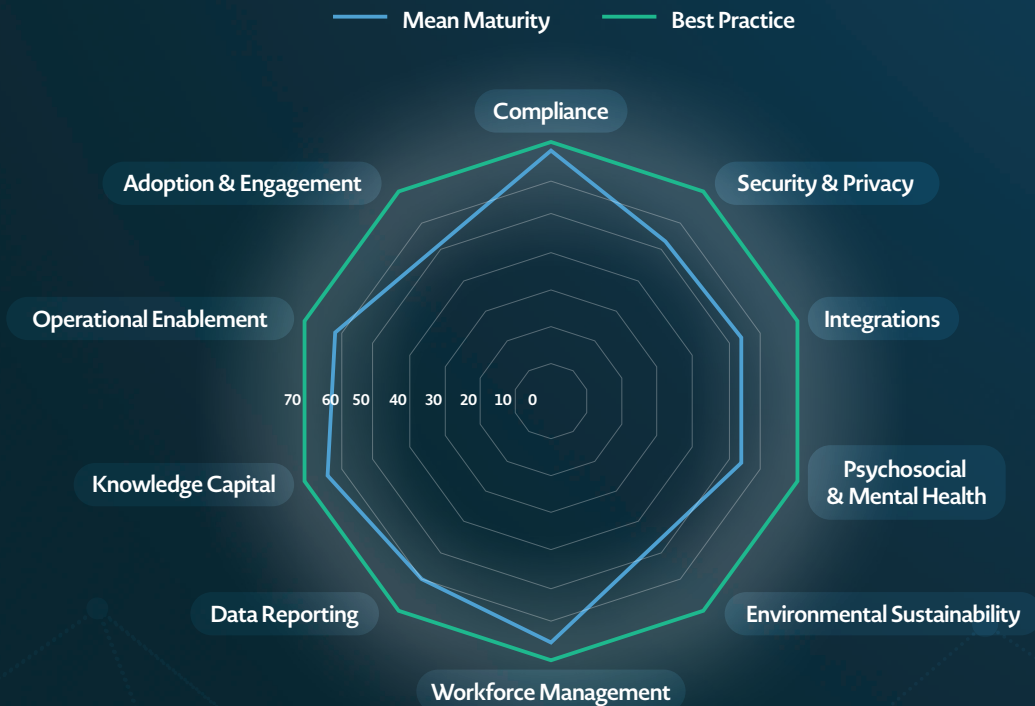 Mean Maturity
Best Practice
Compliance
Adoption & Engagement
Security & Privacy
Operational Enablement
Integrations
70 60 50 40 30 20 10 0
Knowledge Capital
Psychosocial
& Mental Health
Data Reporting
Environmental Sustainability
Workforce Management